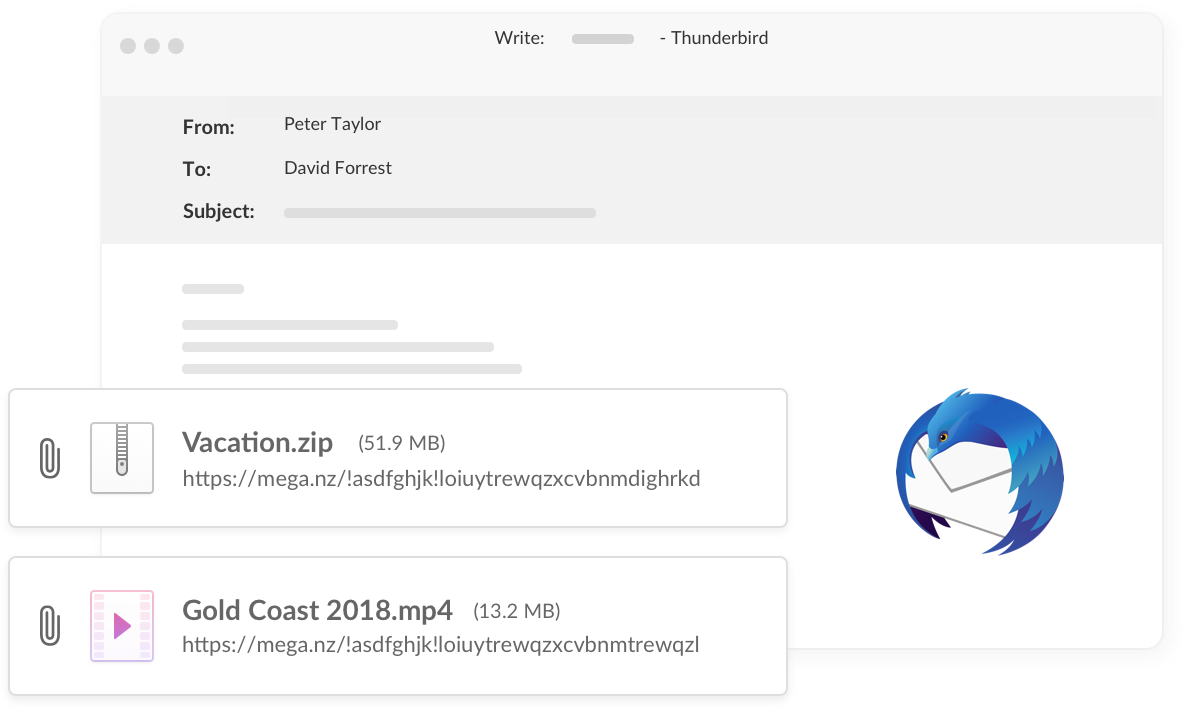 Write: - Thunderbird
From: Peter Taylor
To: David Forrest
Subject:
Vacation.zip (51.9 MB)
https://mega.nz/!asdfghjk!loiuytrewqzxcvbnmdighrkd
Gold Coast 2018.mp4 (13.2 MB)
https://mega.nz/!asdfghjk!loiuytrewqzxcvbnmtrewqzl